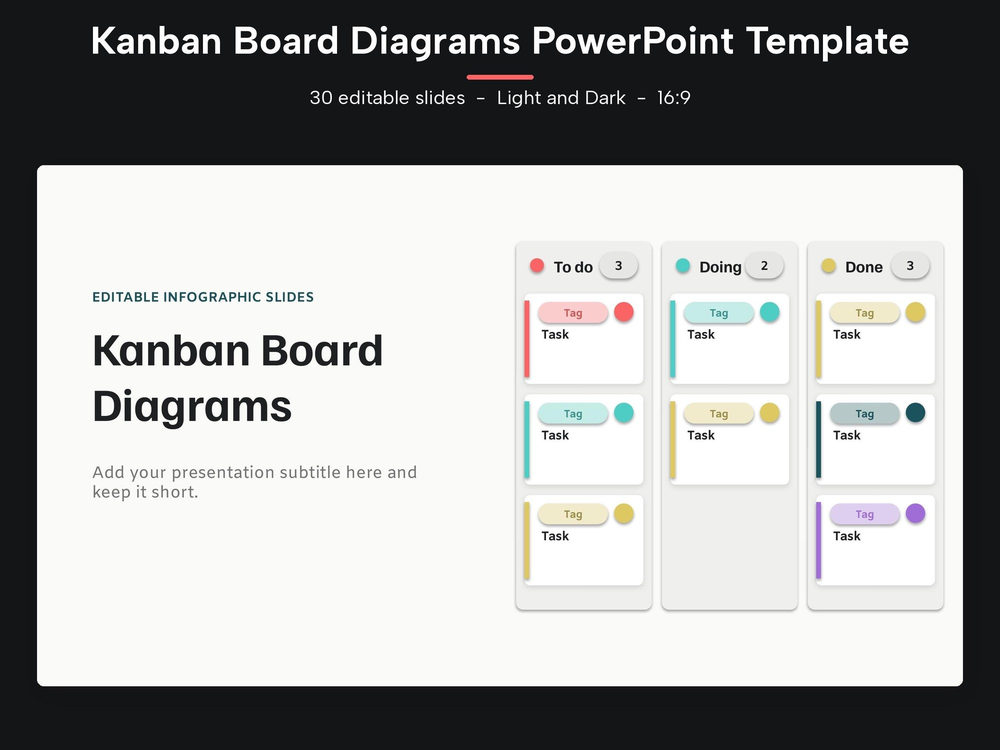 Kanban Board Diagrams PowerPoint Template
30 editable slides - Light and Dark - 16:9
EDITABLE INFOGRAPHIC SLIDES
Kanban Board
Diagrams
Add your presentation subtitle here and
keep it short.
To do 3
Tag
Task
Tag
Task
Tag
Task
Doing 2
Tag
Task
Tag
Task
Done 3
Tag
Task
Tag
Task
Tag
Task